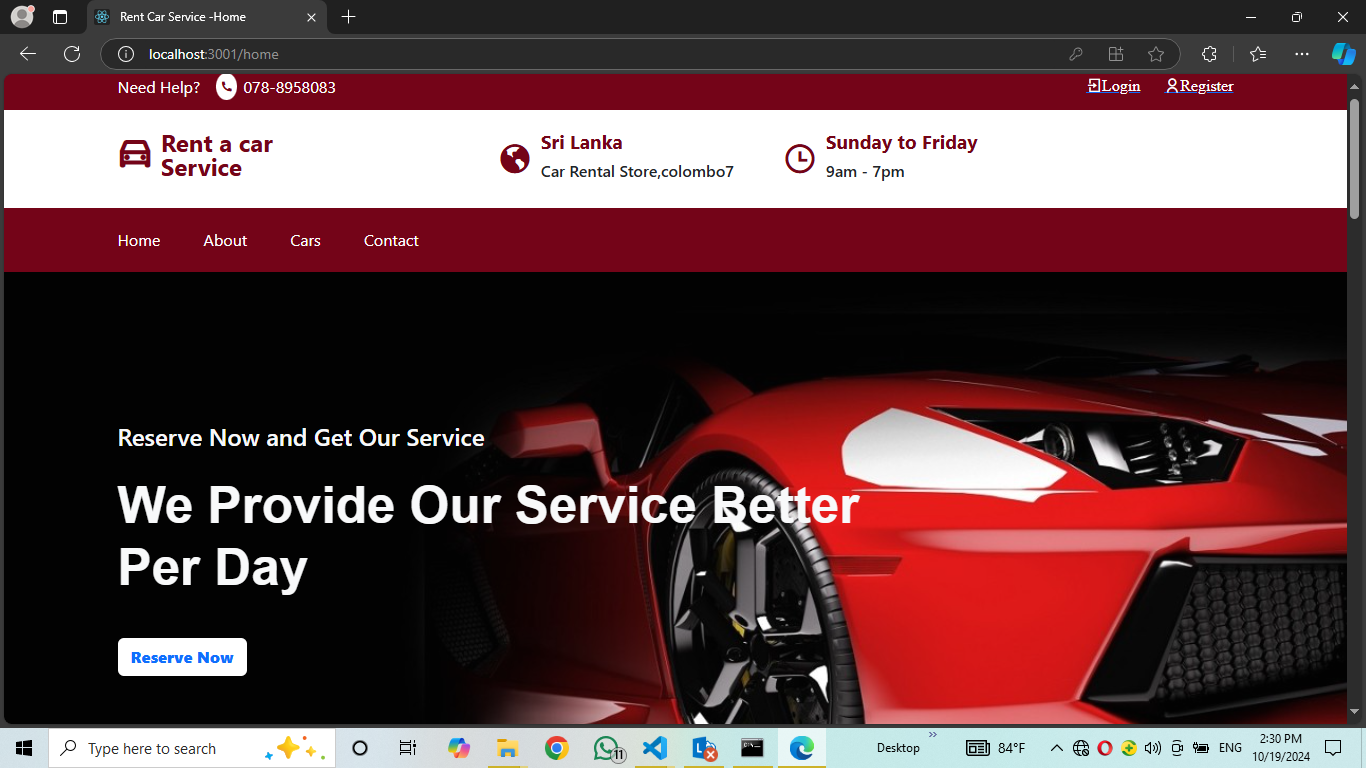 Rent Car Service -Home
localhost:3001/home
Need Help? 078-8958083
Login Register
Rent a car
Service
Sri Lanka
Car Rental Store,colombo7
Sunday to Friday
9am - 7pm
Home About Cars Contact
Reserve Now and Get Our Service
We Provide Our Service Better
Per Day
Reserve Now
Type here to search
11
Desktop
84°F
ENG
2:30 PM
10/19/2024